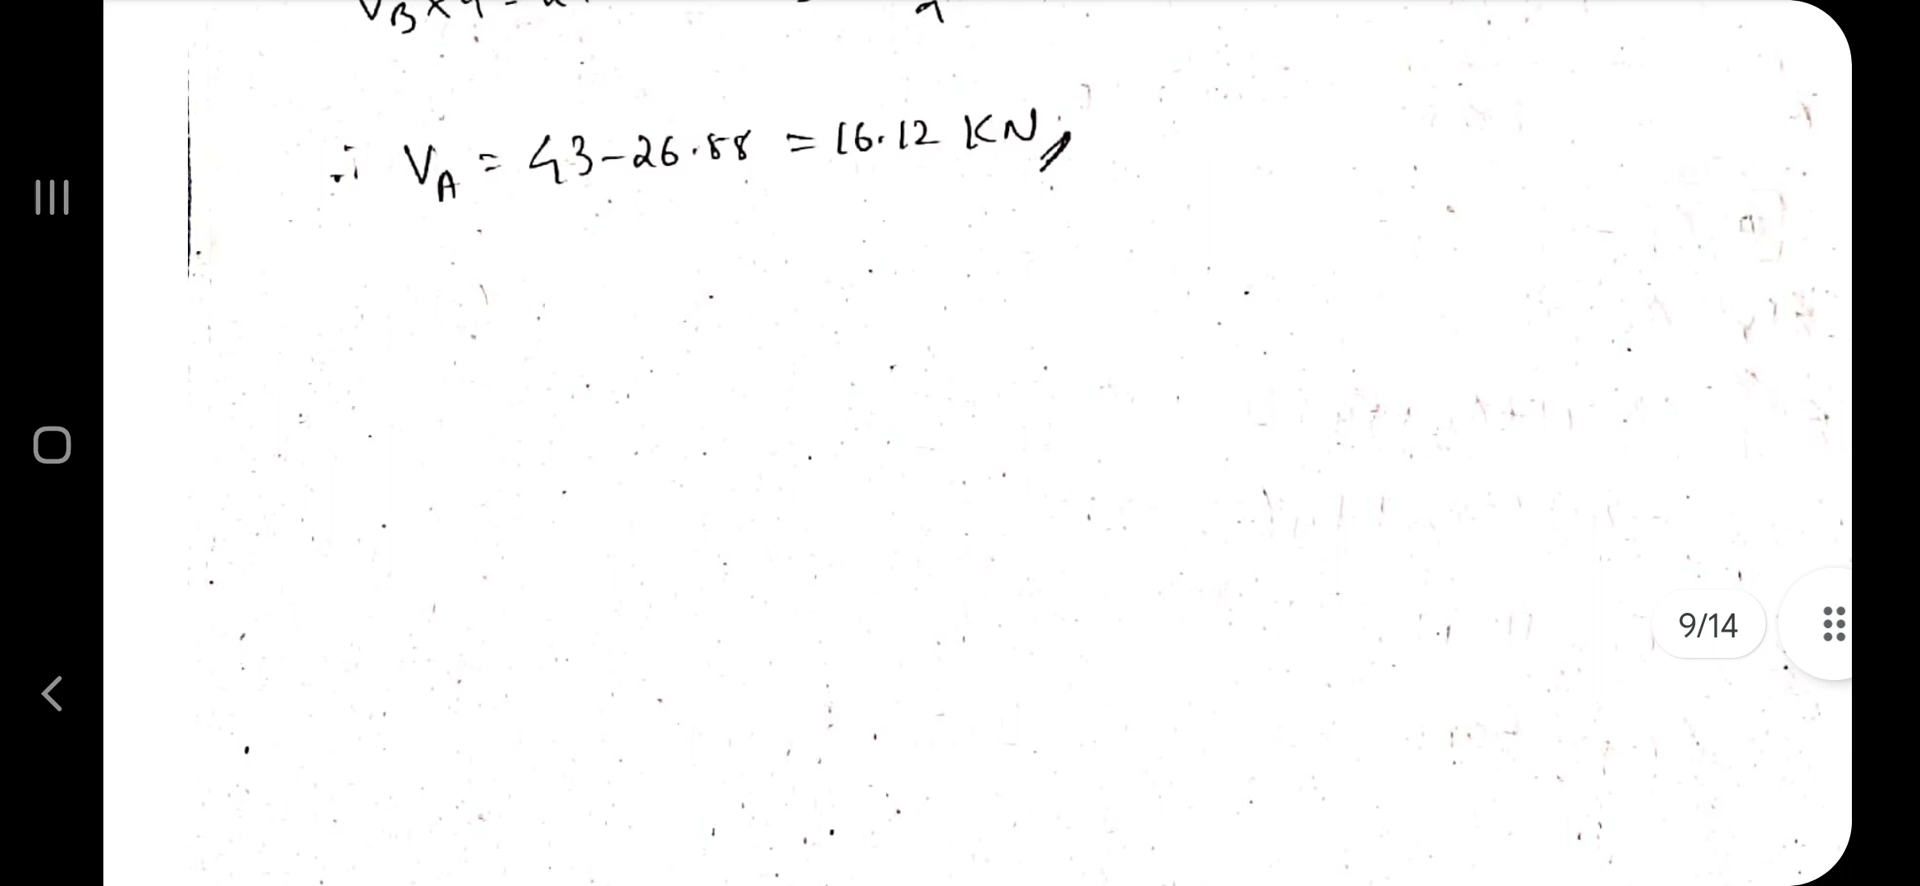 ∴ V_A = 43-26.88 = 16.12 KN
9/14